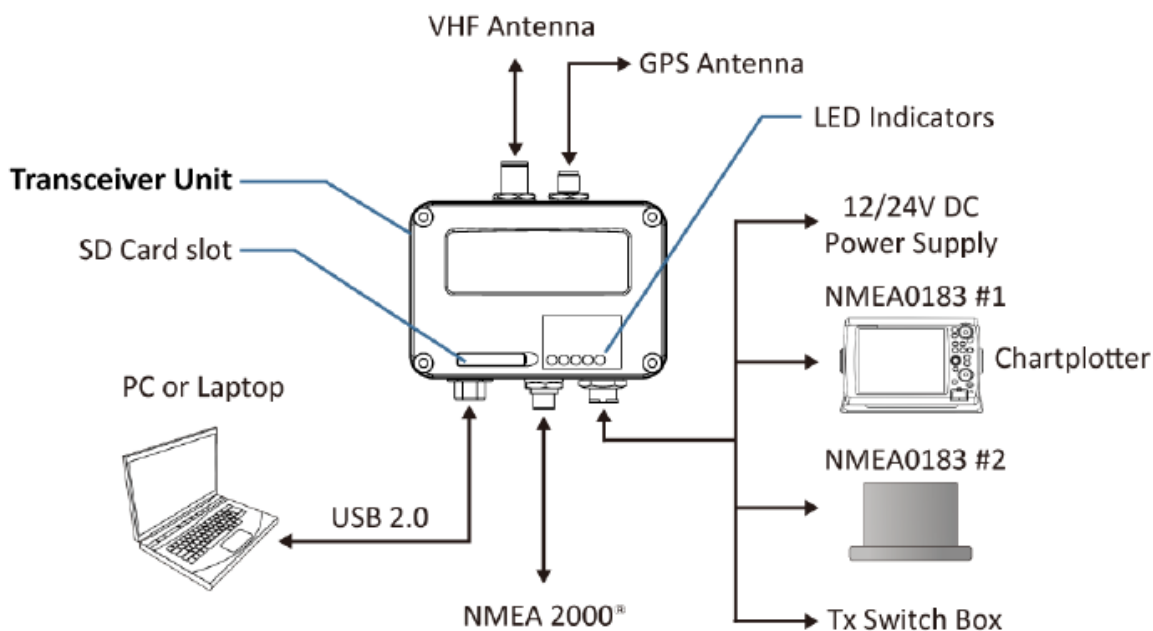 VHF Antenna
GPS Antenna
LED Indicators
Transceiver Unit
SD Card slot
12/24V DC
Power Supply
NMEA0183 #1
Chartplotter
PC or Laptop
NMEA0183 #2
USB 2.0
NMEA 2000®
Tx Switch Box